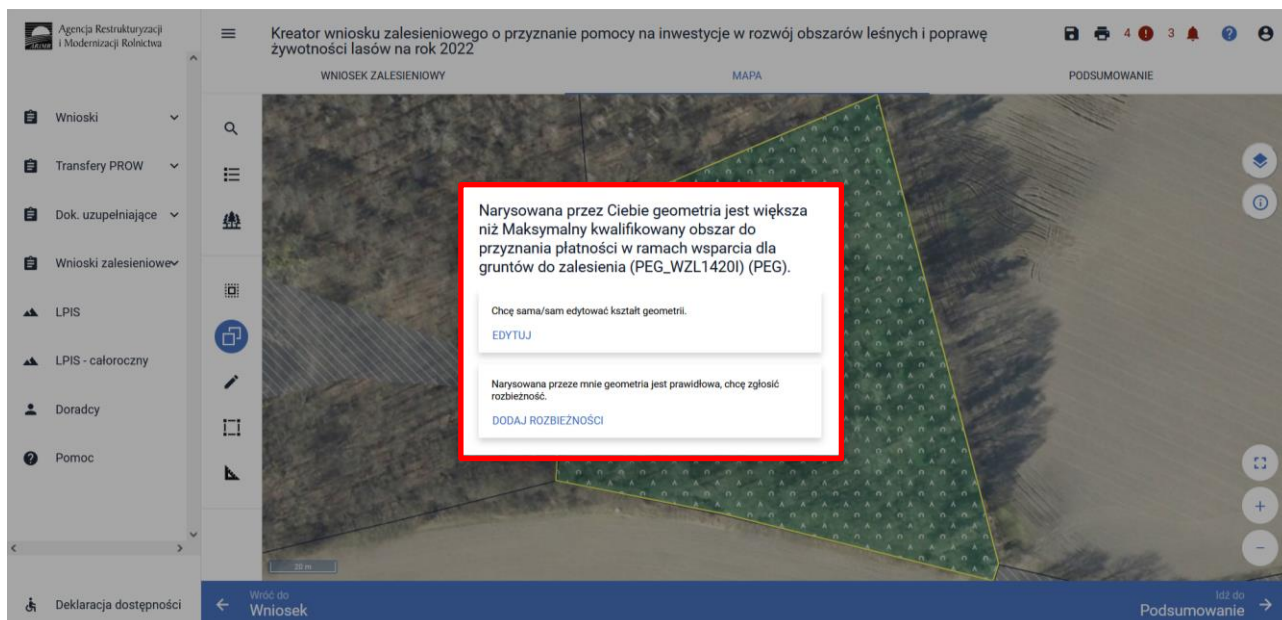 Agencja Restrukturyzacji
i Modernizacji Rolnictwa
ARiMR
Kreator wniosku zalesieniowego o przyznanie pomocy na inwestycje w rozwój obszarów leśnych i poprawę
żywotności lasów na rok 2022
4
3
WNIOSEK ZALESIENIOWY
MAPA
PODSUMOWANIE
Wnioski
Transfery PROW
Dok. uzupełniające
Wnioski zalesieniowe
LPIS
LPIS - całoroczny
Doradcy
Pomoc
Narysowana przez Ciebie geometria jest większa
niż Maksymalny kwalifikowany obszar do
przyznania płatności w ramach wsparcia dla
gruntów do zalesienia (PEG_WZL1420I) (PEG).
Chcę sama/sam edytować kształt geometrii.
EDYTUJ
Narysowana przeze mnie geometria jest prawidłowa, chcę zgłosić
rozbieżność.
DODAJ ROZBIEŻNOŚCI
20 m
Deklaracja dostępności
Wróć do
Wniosek
Idź do
Podsumowanie